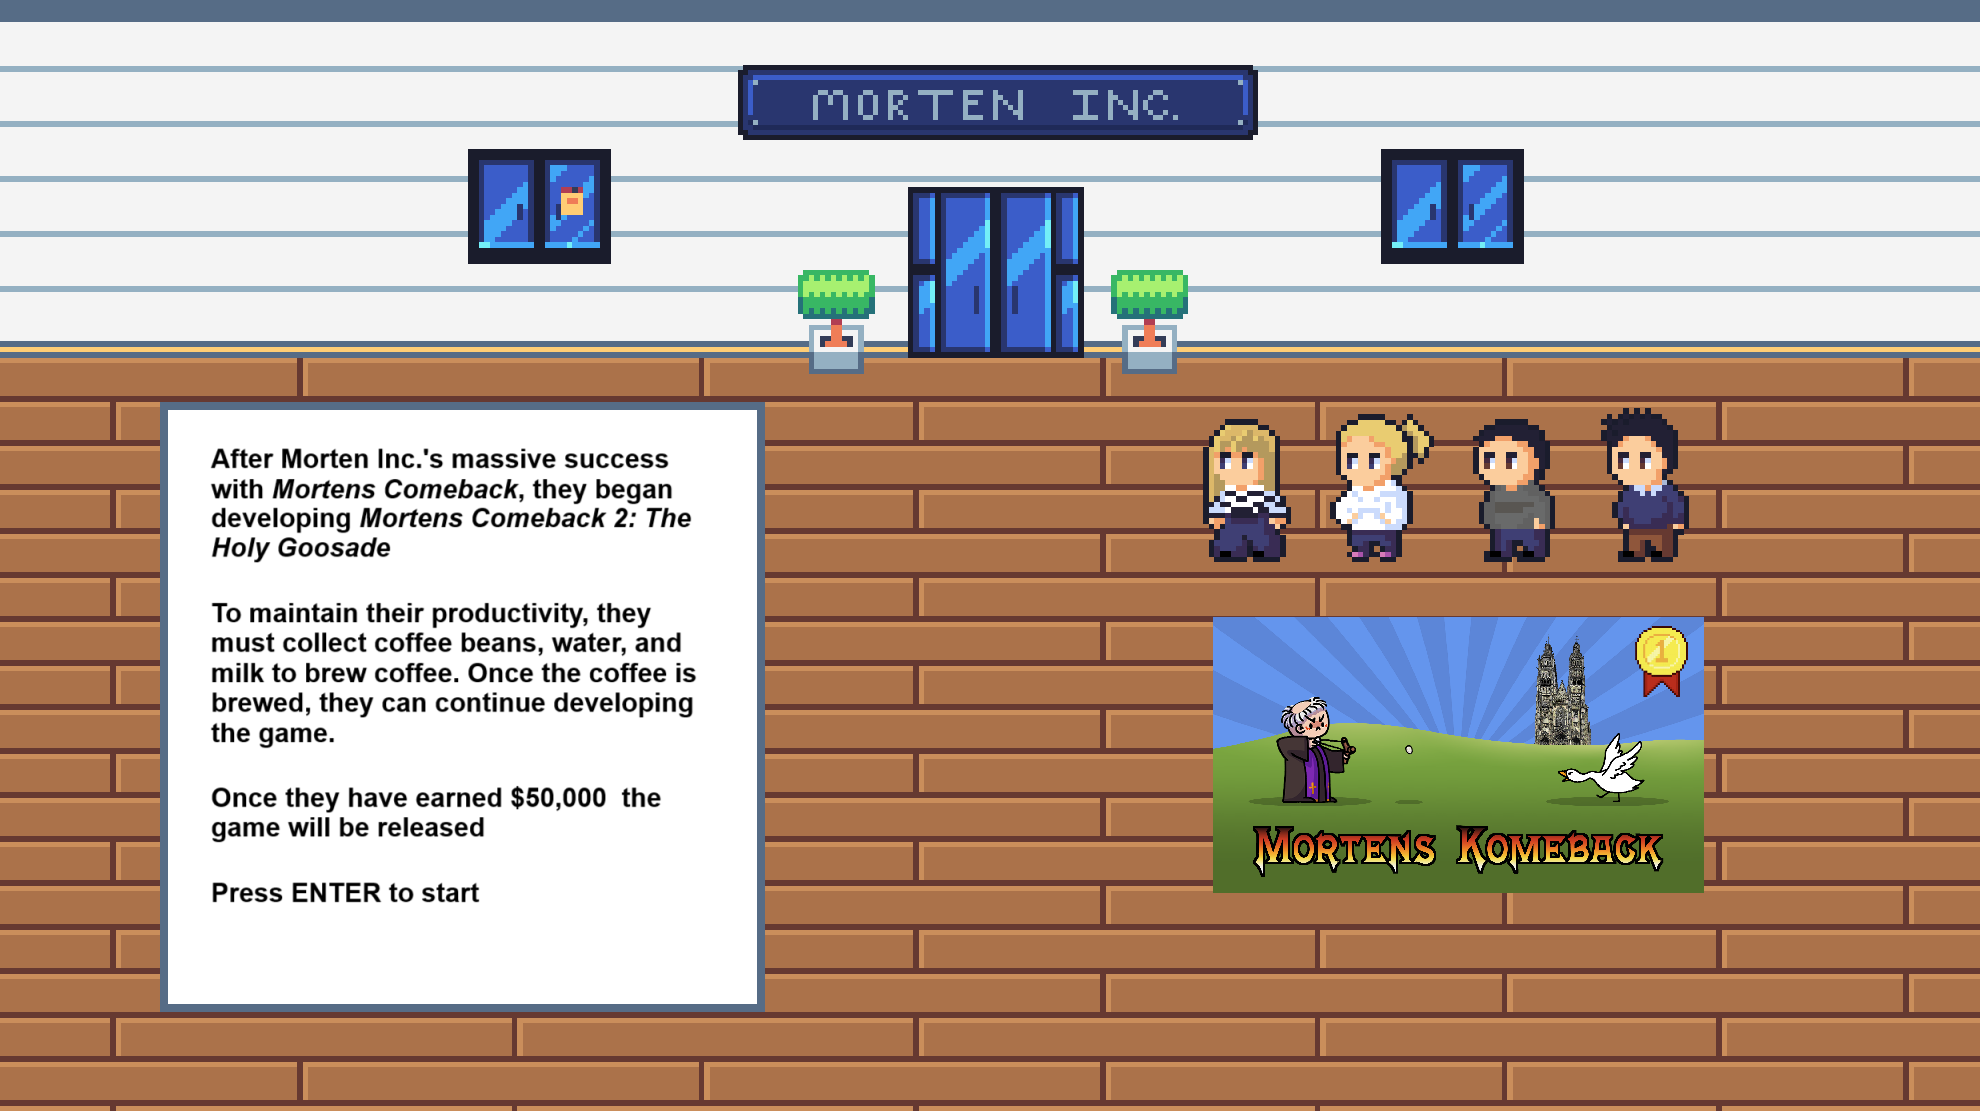 MORTEN INC.
After Morten Inc.'s massive success
with Mortens Comeback, they began
developing Mortens Comeback 2: The
Holy Goosade
To maintain their productivity, they
must collect coffee beans, water, and
milk to brew coffee. Once the coffee is
brewed, they can continue developing
the game.
Once they have earned $50,000  the
game will be released
Press ENTER to start
1
Mortens Komeback